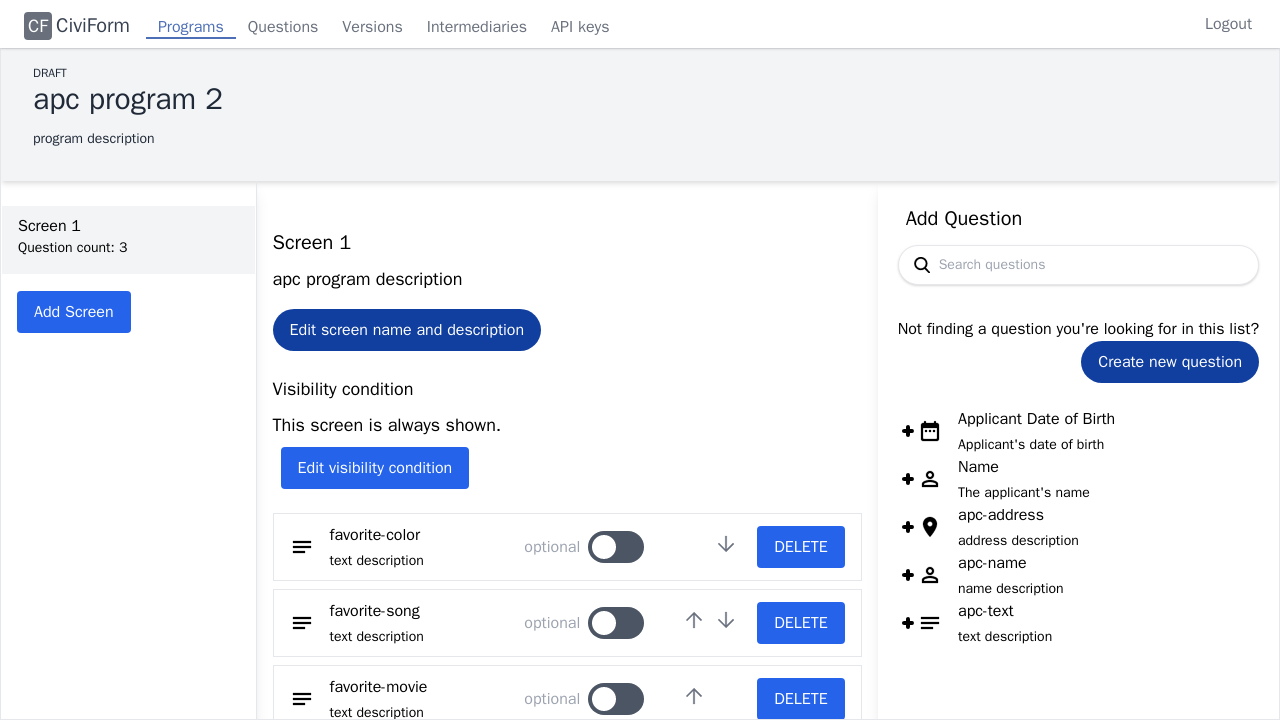 CF CiviForm Programs Questions Versions Intermediaries API keys Logout
DRAFT
apc program 2
program description
Screen 1
Question count: 3
Add Screen
Screen 1
apc program description
Edit screen name and description
Visibility condition
This screen is always shown.
Edit visibility condition
favorite-color
text description
optional
DELETE
favorite-song
text description
optional
DELETE
favorite-movie
text description
optional
DELETE
Add Question
Search questions
Not finding a question you're looking for in this list?
Create new question
Applicant Date of Birth
Applicant's date of birth
Name
The applicant's name
apc-address
address description
apc-name
name description
apc-text
text description